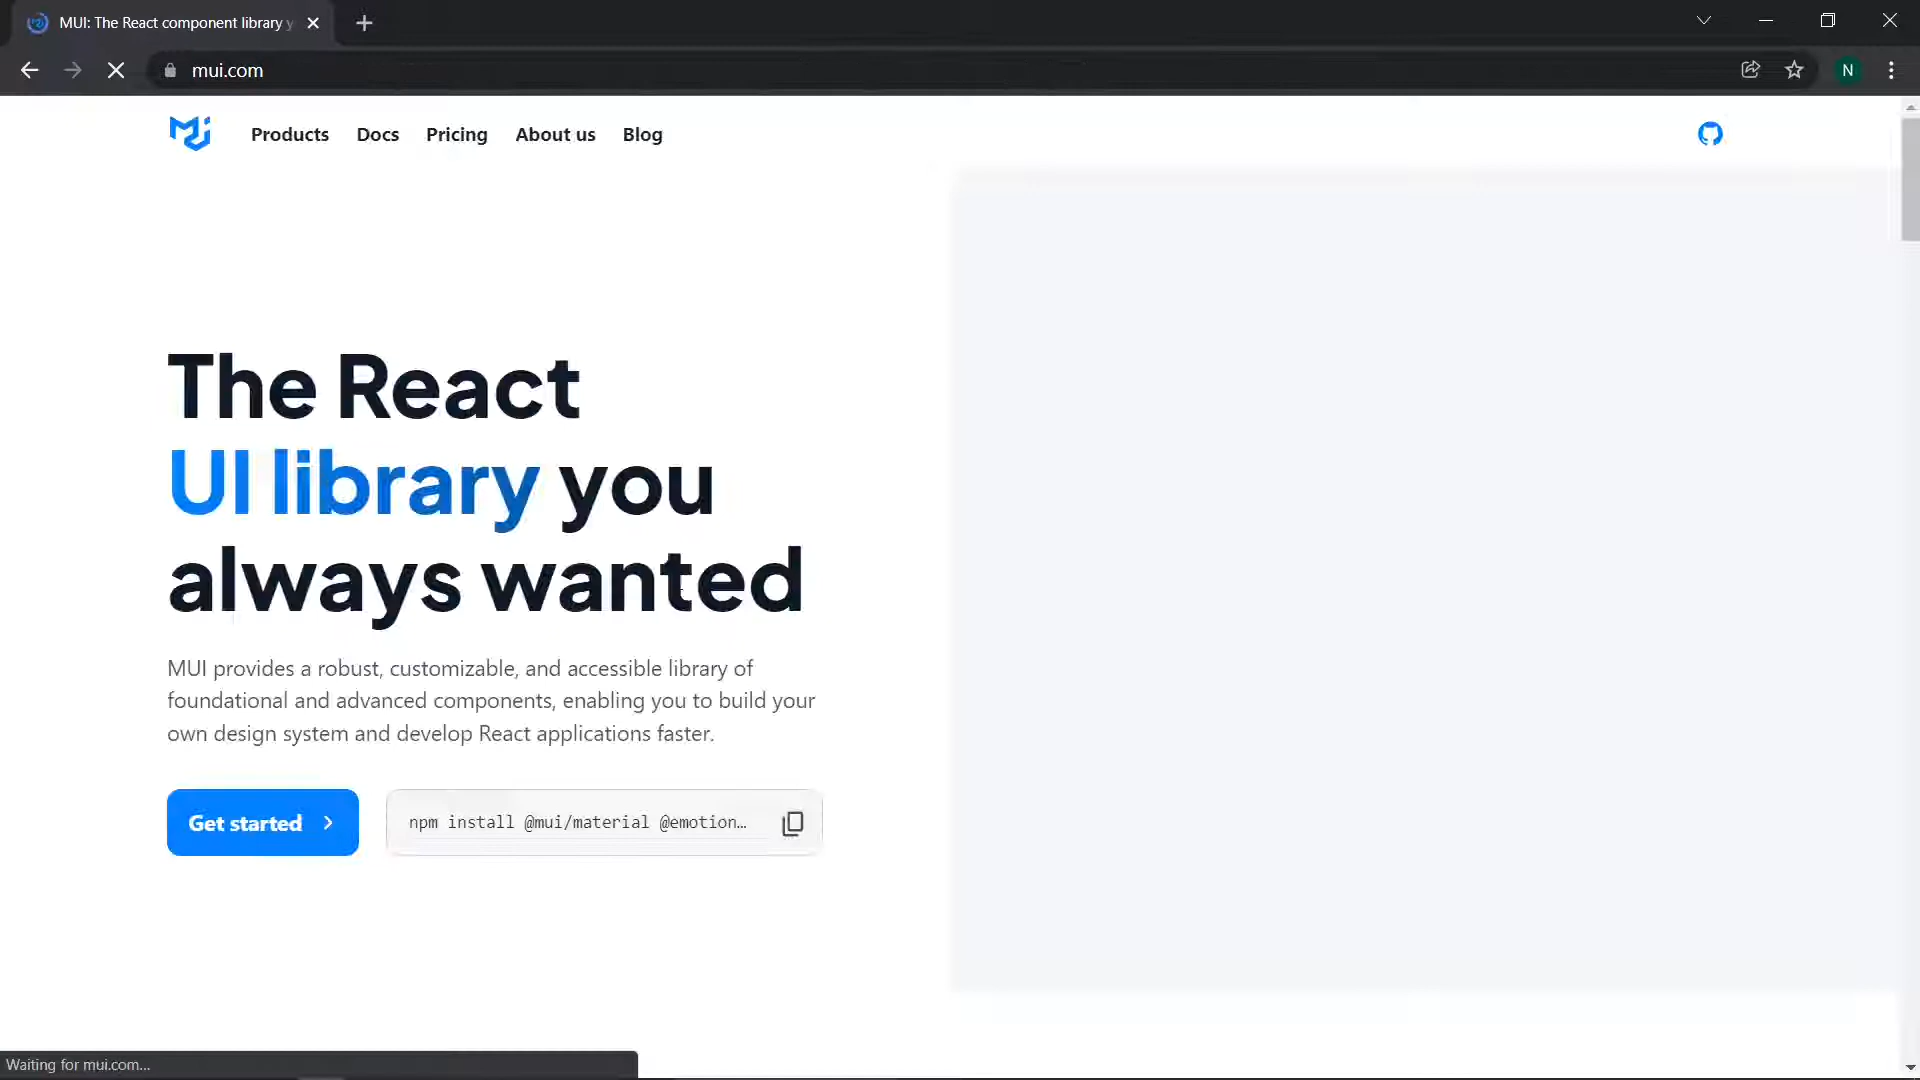 MUI: The React component library y
mui.com
N
Products Docs Pricing About us Blog
The React
UI library you
always wanted
MUI provides a robust, customizable, and accessible library of
foundational and advanced components, enabling you to build your
own design system and develop React applications faster.
Get started
npm install @mui/material @emotion…
Waiting for mui.com...